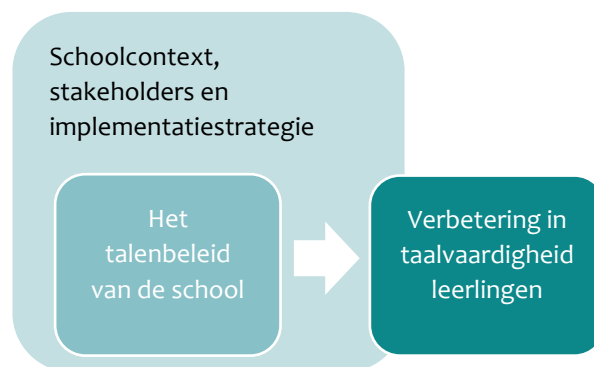 Schoolcontext,
stakeholders en
implementatiestrategie
Het
talenbeleid
van de school
Verbetering in
taalvaardigheid
leerlingen